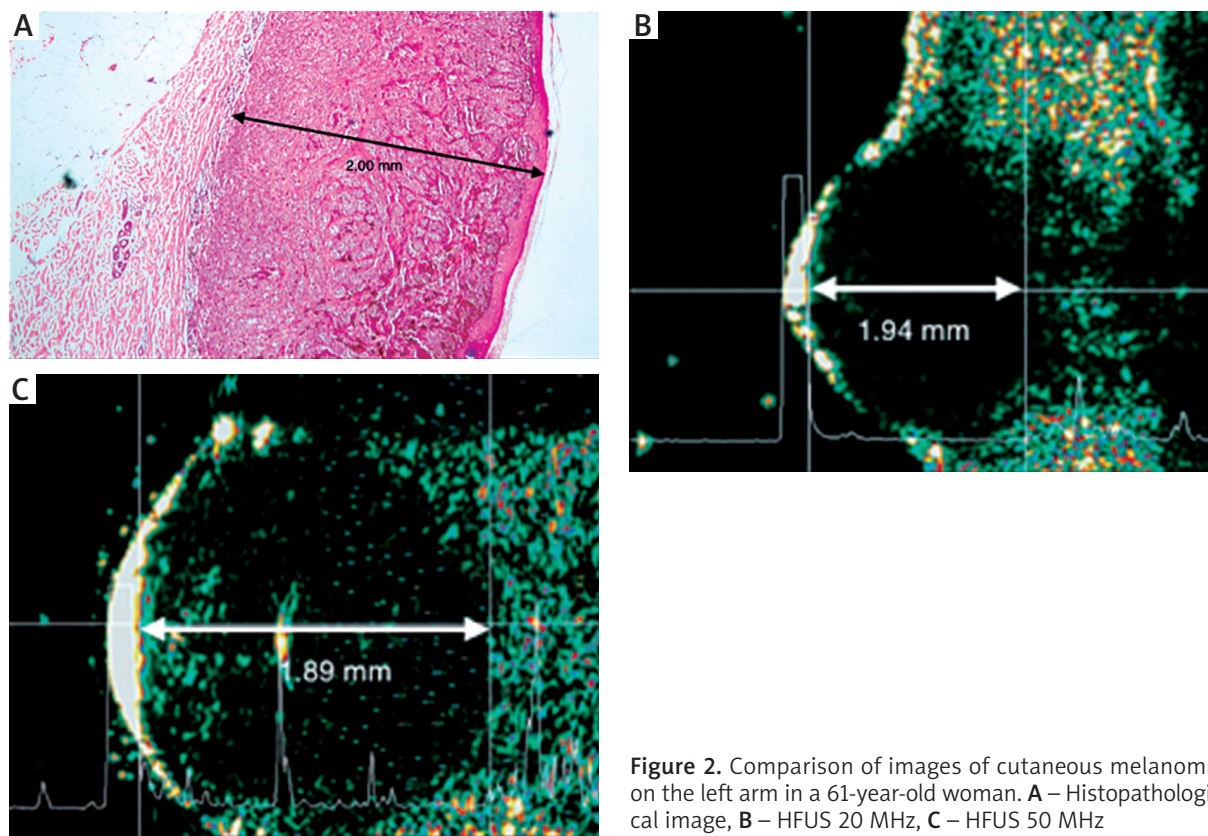 A
2,00 mm
B
1.94 mm
C
1.89 mm
Figure 2. Comparison of images of cutaneous melanom
on the left arm in a 61-year-old woman. A – Histopathologi
cal image, B – HFUS 20 MHz, C – HFUS 50 MHz